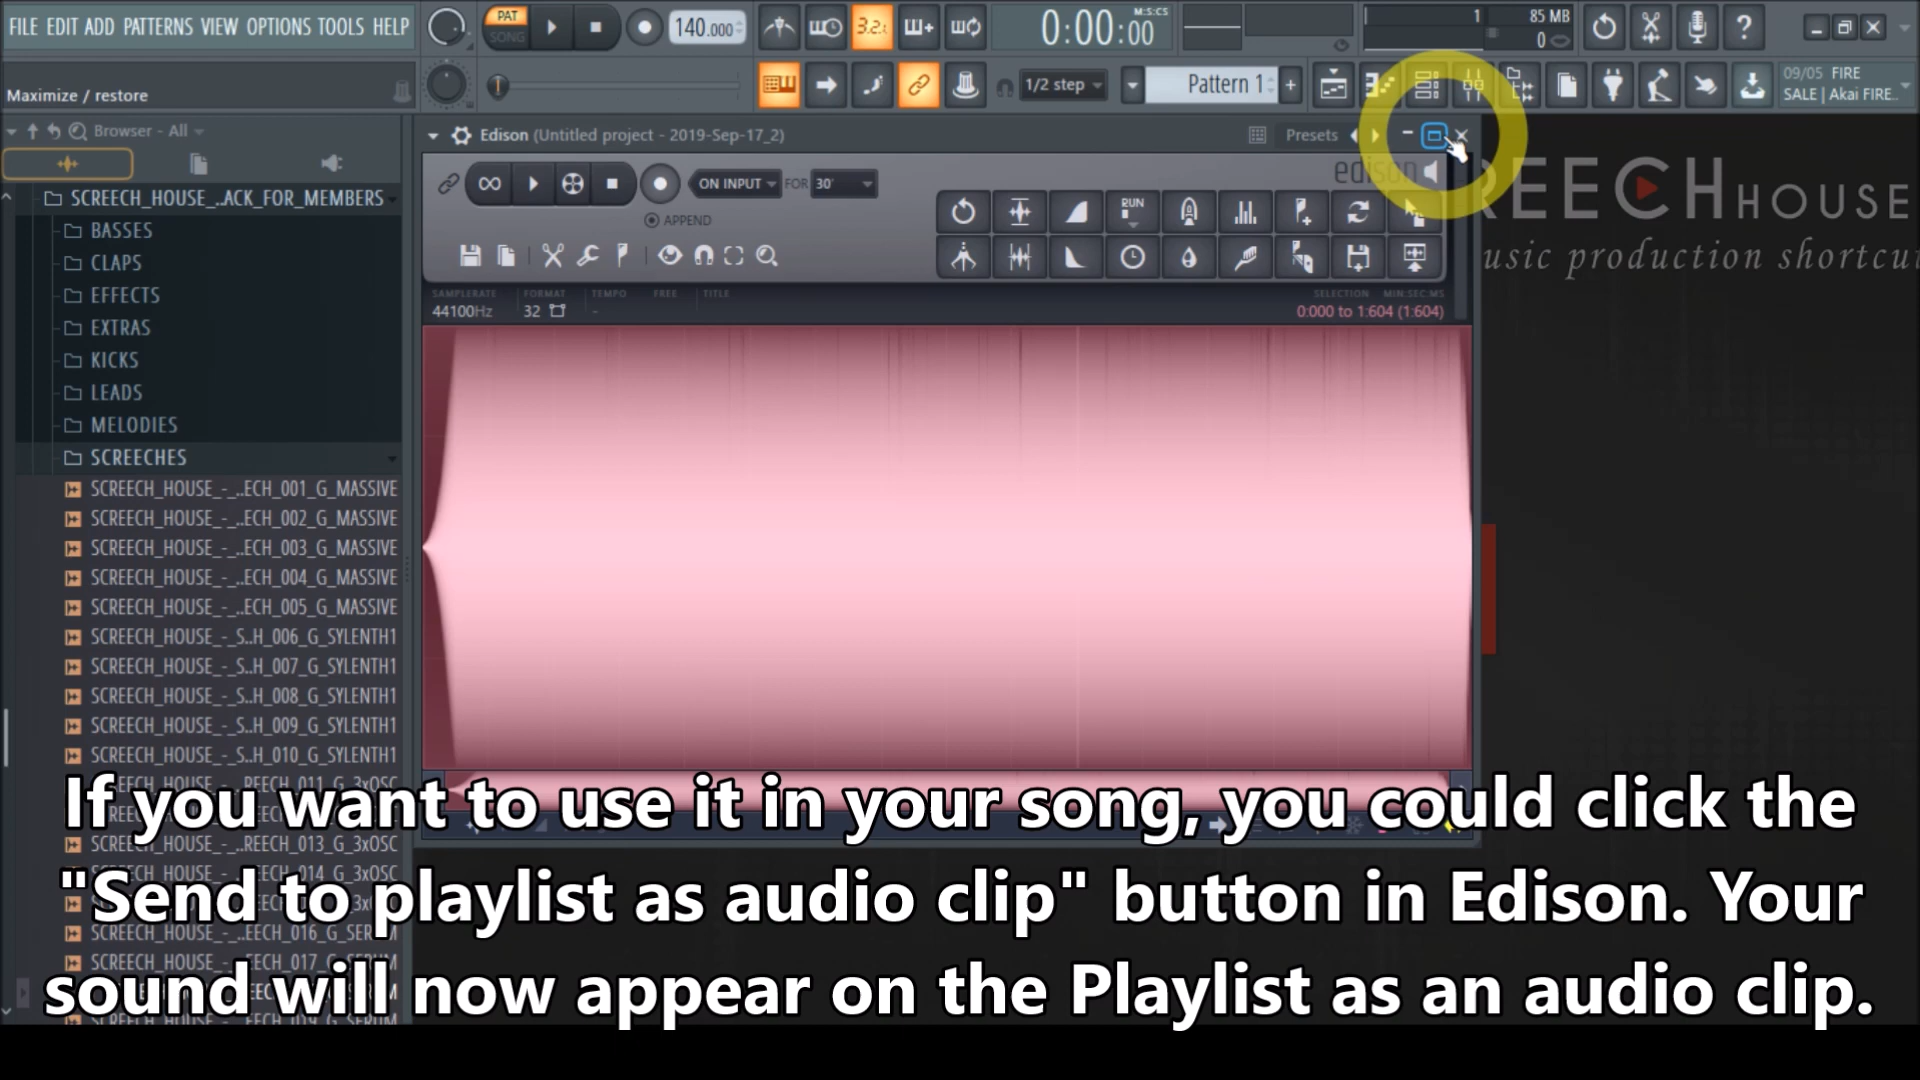 FILE EDIT ADD PATTERNS VIEW OPTIONS TOOLS HELP
PAT
SONG
140.000
3.2.
0:00:00
M:S:CS
1
85 MB
0
Maximize / restore
1/2 step
Pattern 1
09/05 FIRE
SALE | Akai FIRE..
Browser - All
Edison (Untitled project - 2019-Sep-17_2)
Presets
SCREECH_HOUSE_..ACK_FOR_MEMBERS
BASSES
CLAPS
EFFECTS
EXTRAS
KICKS
LEADS
MELODIES
SCREECHES
SCREECH_HOUSE_-_..ECH_001_G_MASSIVE
SCREECH_HOUSE_-_..ECH_002_G_MASSIVE
SCREECH_HOUSE_-_..ECH_003_G_MASSIVE
SCREECH_HOUSE_-_..ECH_004_G_MASSIVE
SCREECH_HOUSE_-_..ECH_005_G_MASSIVE
SCREECH_HOUSE_-_S..H_006_G_SYLENTH1
SCREECH_HOUSE_-_S..H_007_G_SYLENTH1
SCREECH_HOUSE_-_S..H_008_G_SYLENTH1
SCREECH_HOUSE_-_S..H_009_G_SYLENTH1
SCREECH_HOUSE_-_S..H_010_G_SYLENTH1
ON INPUT
FOR
30'
APPEND
edison
RUN
SAMPLERATE
44100Hz
FORMAT
32
TEMPO
-
FREE
TITLE
SELECTION
MIN:SEC:MS
0:000 to 1:604 (1:604)
REECH HOUSE
usic production shortcu
If you want to use it in your song, you could click the
"Send to playlist as audio clip" button in Edison. Your
sound will now appear on the Playlist as an audio clip.